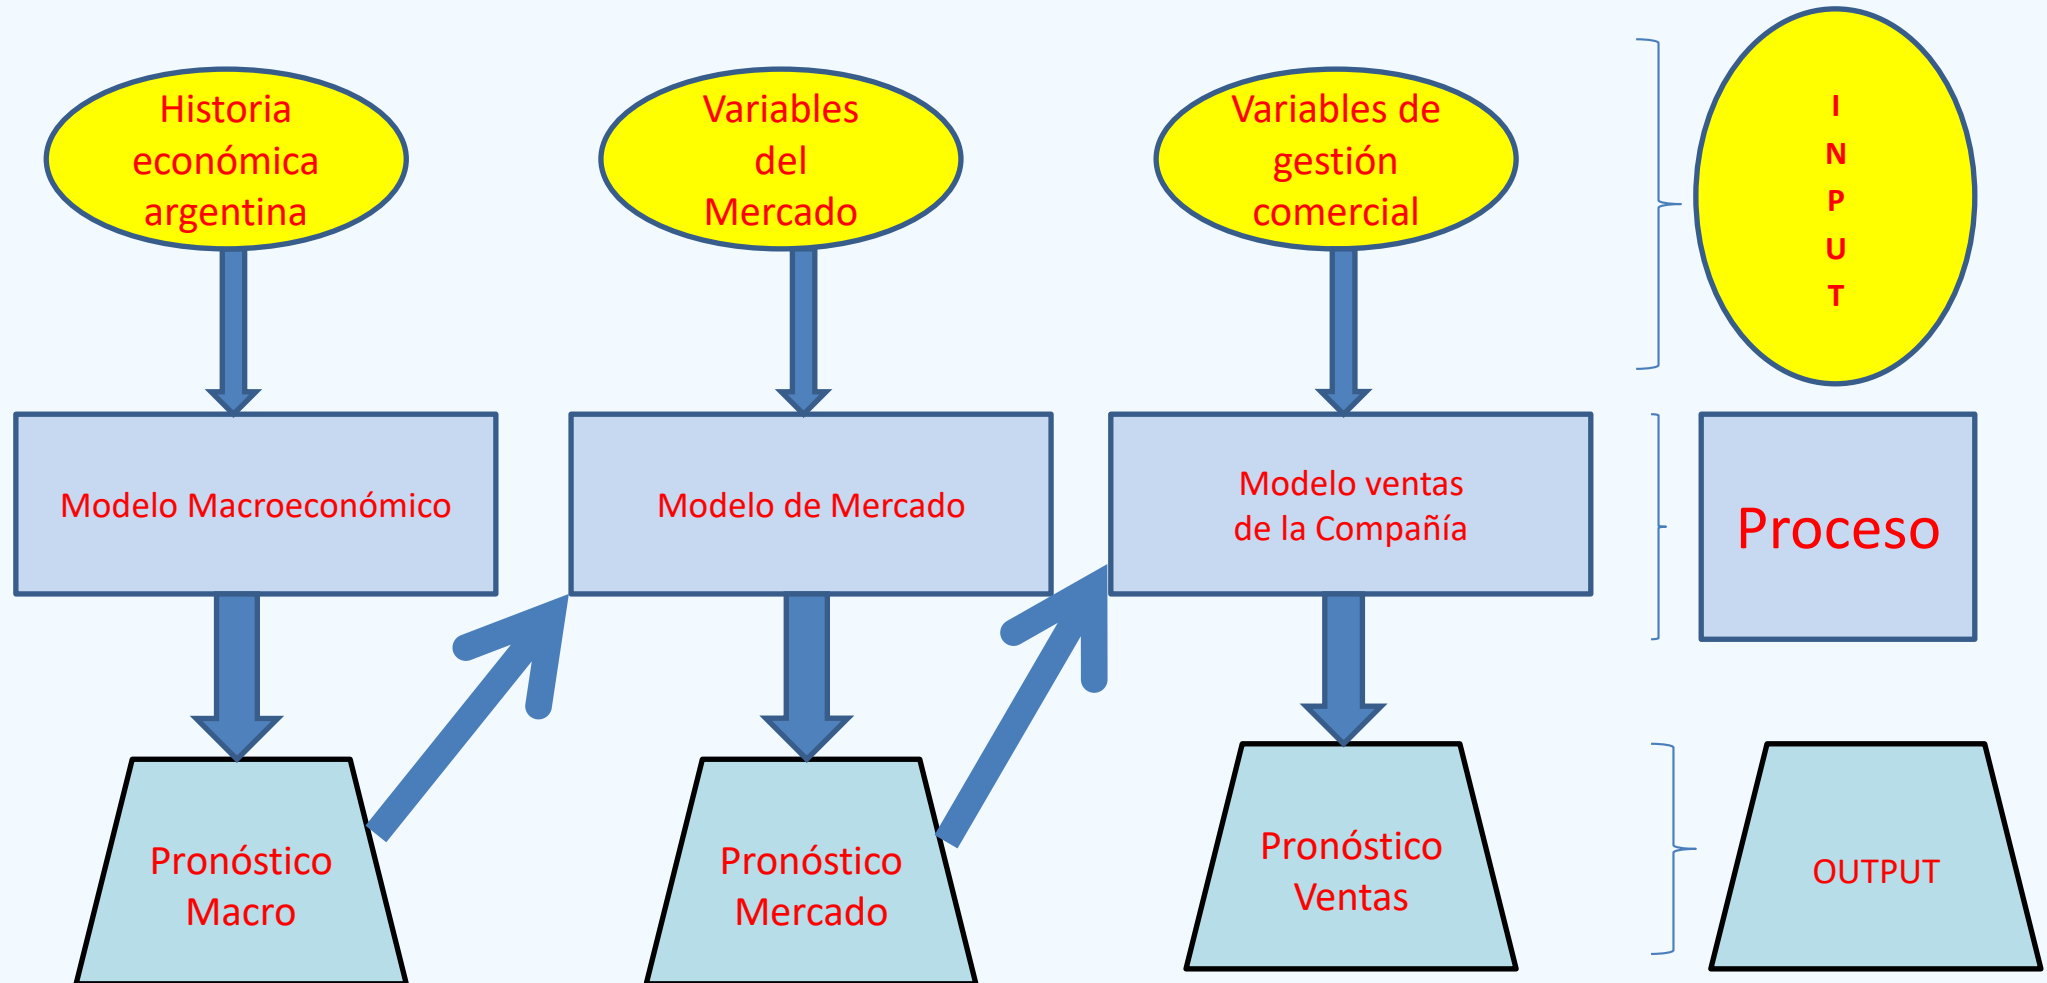 Historia
económica
argentina
Variables
del
Mercado
Variables de
gestión
comercial
I
N
P
U
T
Modelo Macroeconómico
Modelo de Mercado
Modelo ventas
de la Compañía
Proceso
Pronóstico
Macro
Pronóstico
Mercado
Pronóstico
Ventas
OUTPUT